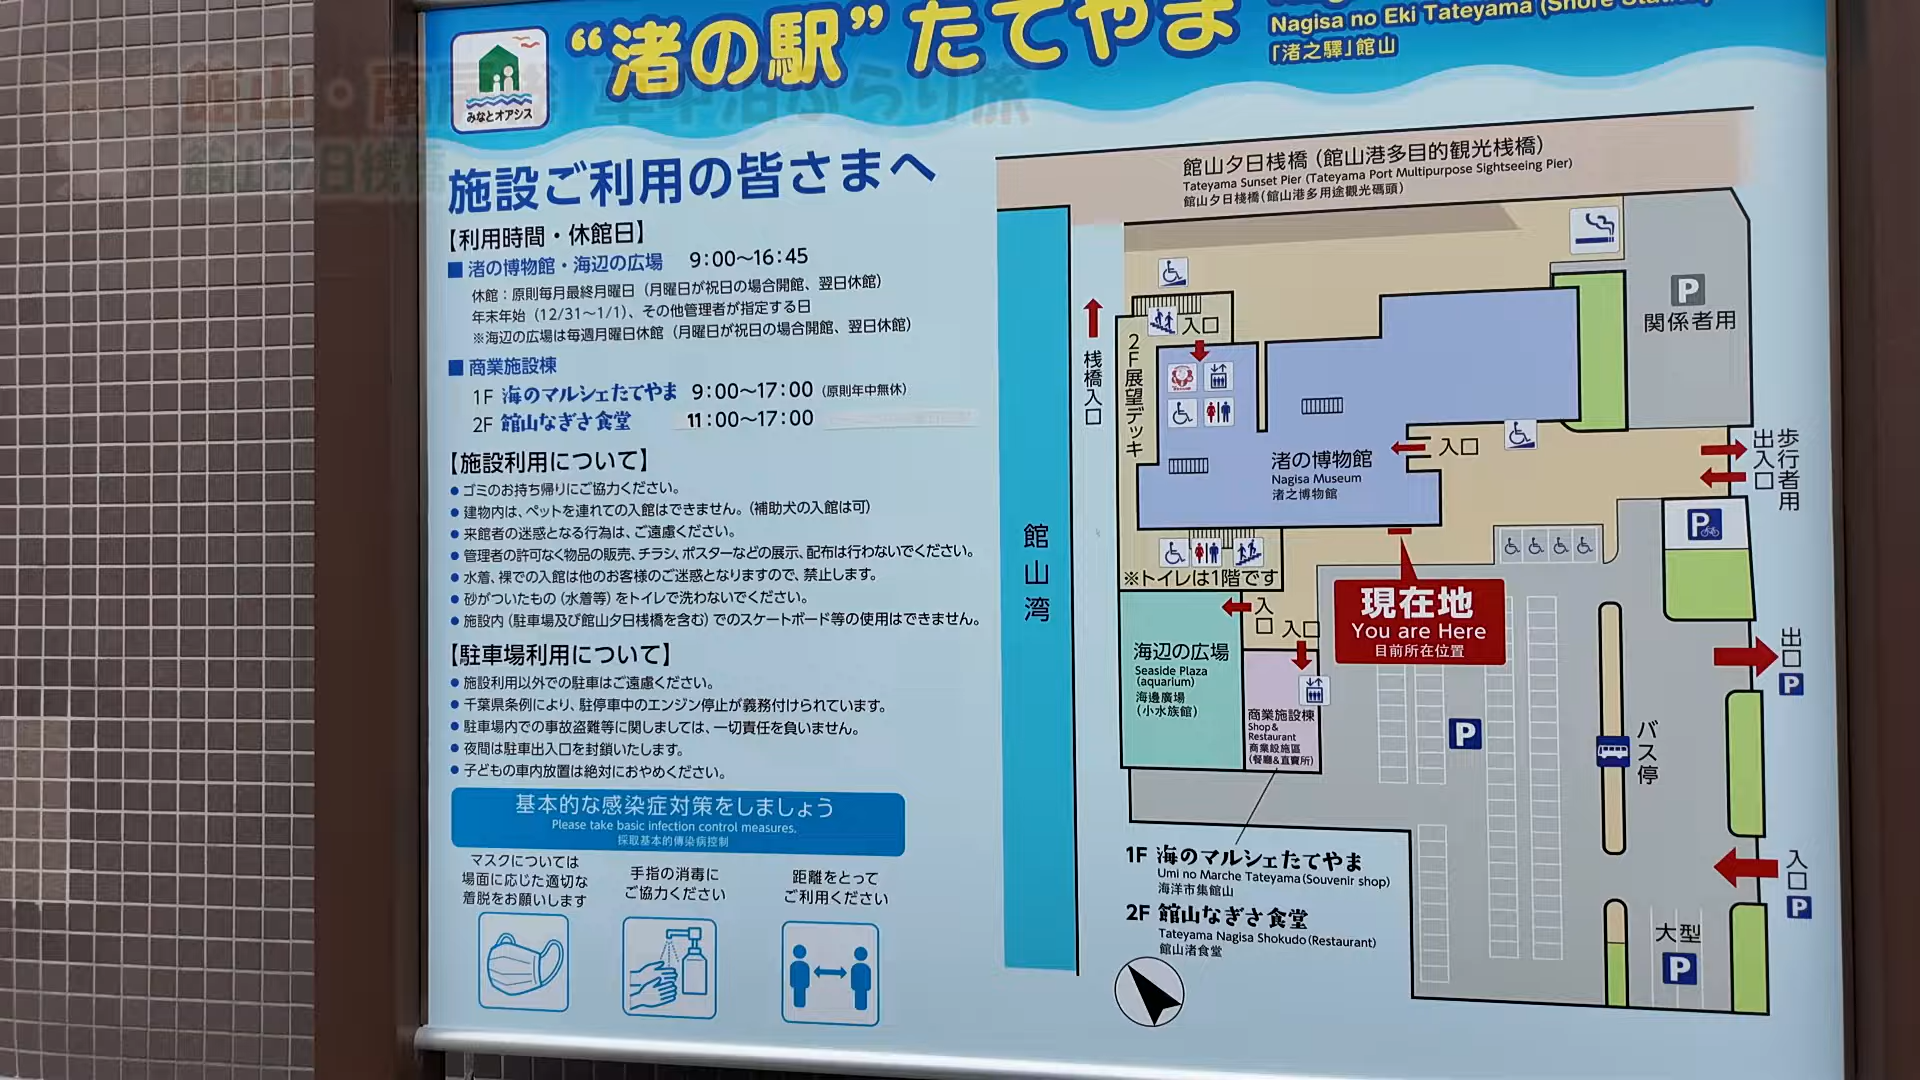 みなとオアシス
“渚の駅”たてやま
Nagisa no Eki Tateyama (Shore Station)
「渚之驛」館山
館山夕日桟橋
施設ご利用の皆さまへ
【利用時間・休館日】
■ 渚の博物館・海辺の広場 9:00〜16:45
休館：原則毎月最終月曜日（月曜日が祝日の場合開館、翌日休館）
年末年始（12/31〜1/1）、その他管理者が指定する日
※海辺の広場は毎週月曜日休館（月曜日が祝日の場合開館、翌日休館）
■ 商業施設棟
1F 海のマルシェたてやま 9:00〜17:00（原則年中無休）
2F 館山なぎさ食堂 11:00〜17:00
【施設利用について】
● ゴミのお持ち帰りにご協力ください。
● 建物内は、ペットを連れての入館はできません。（補助犬の入館は可）
● 来館者の迷惑となる行為は、ご遠慮ください。
● 管理者の許可なく物品の販売、チラシ、ポスターなどの展示、配布は行わないでください。
● 水着、裸での入館は他のお客様のご迷惑となりますので、禁止します。
● 砂がついたもの（水着等）をトイレで洗わないでください。
● 施設内（駐車場及び館山夕日桟橋を含む）でのスケートボード等の使用はできません。
【駐車場利用について】
● 施設利用以外での駐車はご遠慮ください。
● 千葉県条例により、駐停車中のエンジン停止が義務付けられています。
● 駐車場内での事故盗難等に関しましては、一切責任を負いません。
● 夜間は駐車出入口を封鎖いたします。
● 子どもの車内放置は絶対におやめください。
基本的な感染症対策をしましょう
Please take basic infection control measures.
採取基本的傳染病控制
マスクについては
場面に応じた適切な
着脱をお願いします
手指の消毒に
ご協力ください
距離をとって
ご利用ください
館山夕日桟橋（館山港多目的観光桟橋）
Tateyama Sunset Pier (Tateyama Port Multipurpose Sightseeing Pier)
館山夕日棧橋（館山港多用途觀光碼頭）
P
関係者用
入口
2F展望デッキ
桟橋入口
館山湾
渚の博物館
Nagisa Museum
渚之博物館
入口
歩行者用
出入口
P
※トイレは1階です
現在地
You are Here
目前所在位置
入口
入口
海辺の広場
Seaside Plaza
(aquarium)
海邊廣場
（小水族館）
商業施設棟
Shop &
Restaurant
商業設施區
（餐廳&直賣所）
P
バス停
出口
P
入口
P
大型
P
1F 海のマルシェたてやま
Umi no Marche Tateyama (Souvenir shop)
海洋市集館山
2F 館山なぎさ食堂
Tateyama Nagisa Shokudo (Restaurant)
館山渚食堂